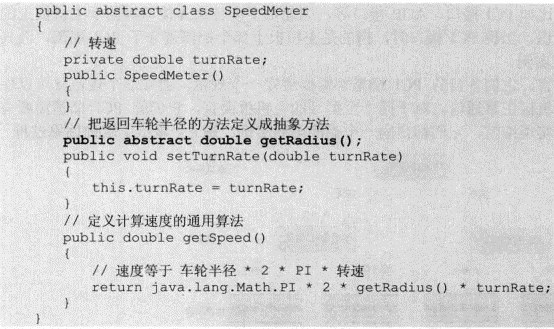 public abstract class SpeedMeter
{
// 转速
private double turnRate;
public SpeedMeter()
{
}
// 把返回车轮半径的方法定义成抽象方法
public abstract double getRadius();
public void setTurnRate(double turnRate)
{
this.turnRate = turnRate;
}
// 定义计算速度的通用算法
public double getSpeed()
{
// 速度等于 车轮半径 * 2 * PI * 转速
return java.lang.Math.PI * 2 * getRadius() * turnRate;
}
}